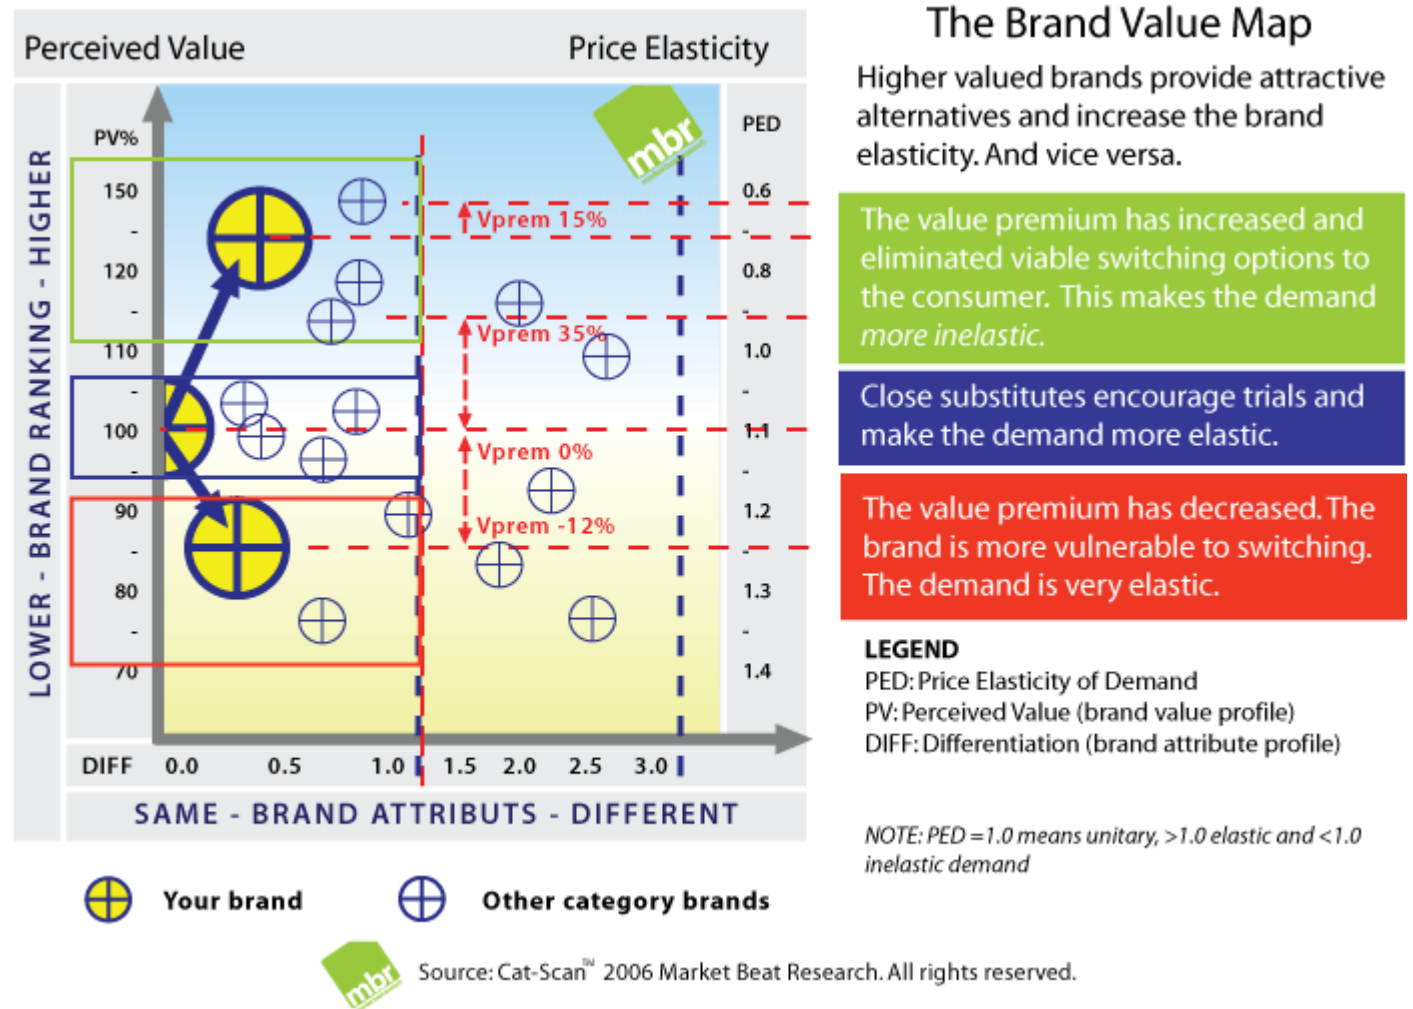 Perceived Value
Price Elasticity
LOWER - BRAND RANKING - HIGHER
PV%
150
-
120
-
110
-
100
-
90
-
80
-
70
mbr
Vprem 15%
Vprem 35%
Vprem 0%
Vprem -12%
PED
0.6
-
0.8
-
1.0
-
1.1
-
1.2
-
1.3
-
1.4
DIFF 0.0 0.5 1.0 1.5 2.0 2.5 3.0
SAME - BRAND ATTRIBUTS - DIFFERENT
Your brand
Other category brands
The Brand Value Map
Higher valued brands provide attractive
alternatives and increase the brand
elasticity. And vice versa.
The value premium has increased and
eliminated viable switching options to
the consumer. This makes the demand
more inelastic.
Close substitutes encourage trials and
make the demand more elastic.
The value premium has decreased. The
brand is more vulnerable to switching.
The demand is very elastic.
LEGEND
PED: Price Elasticity of Demand
PV: Perceived Value (brand value profile)
DIFF: Differentiation (brand attribute profile)
NOTE: PED =1.0 means unitary, >1.0 elastic and <1.0
inelastic demand
mbr
Source: Cat-Scan™ 2006 Market Beat Research. All rights reserved.